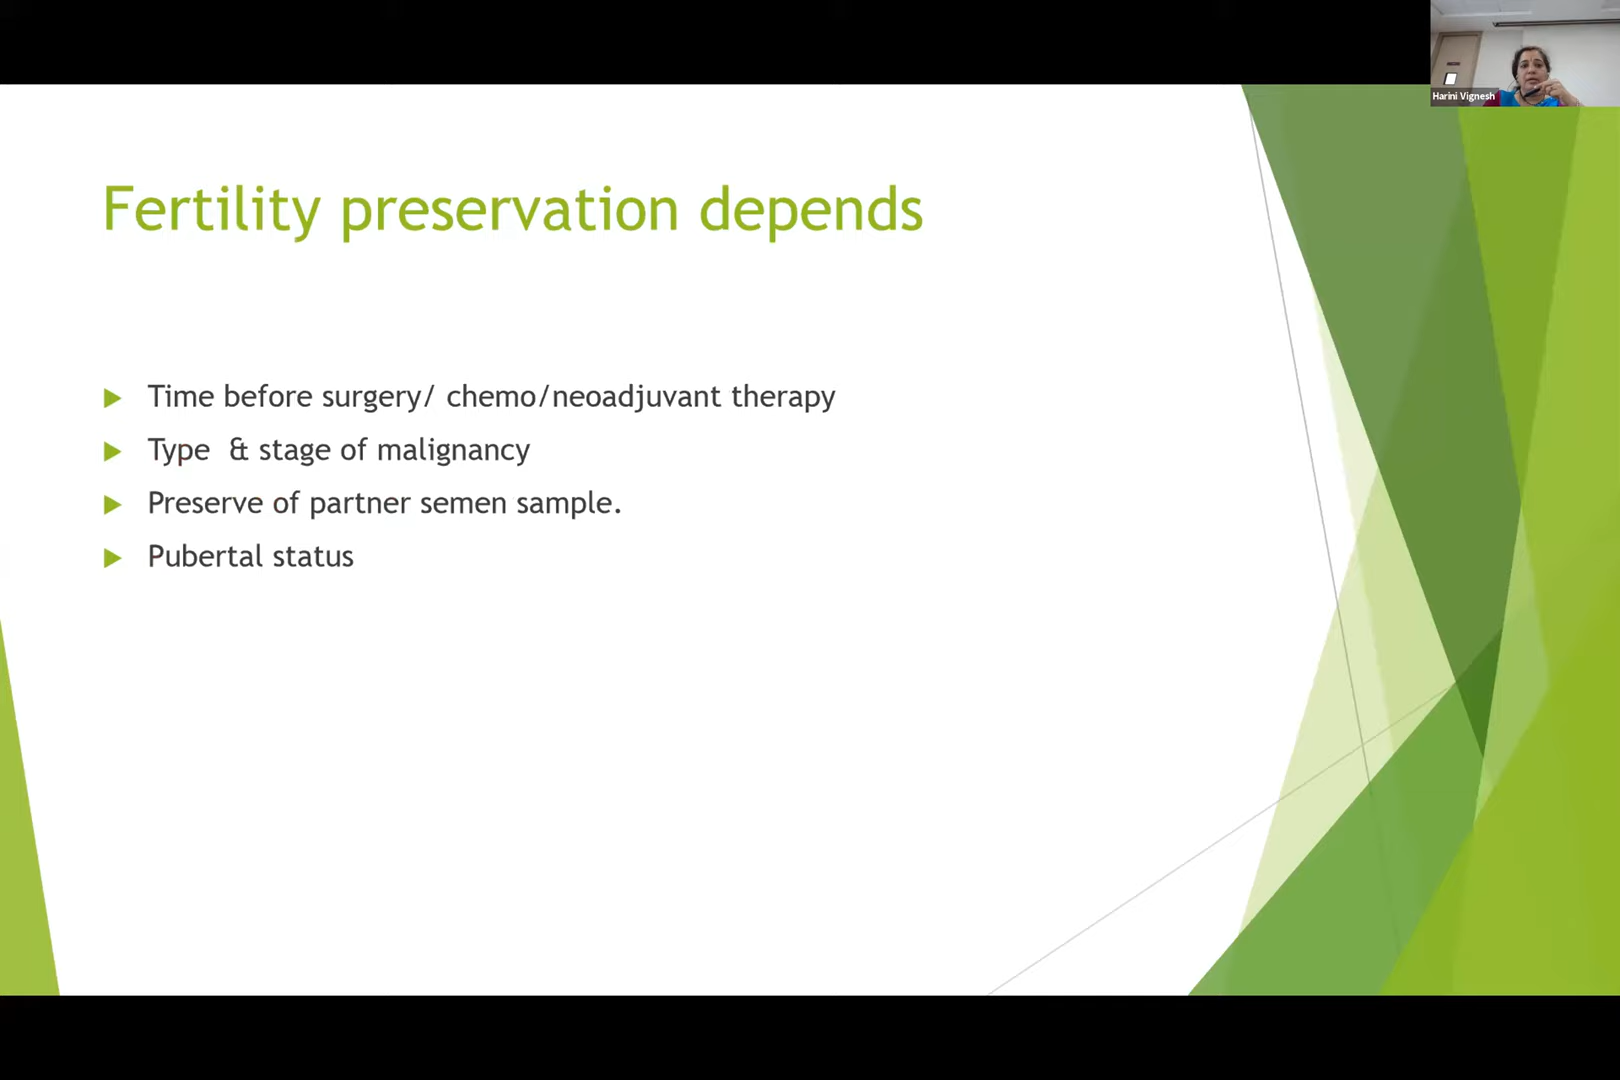 Harini Vignesh
Fertility preservation depends
Time before surgery/ chemo/neoadjuvant therapy
Type & stage of malignancy
Preserve of partner semen sample.
Pubertal status